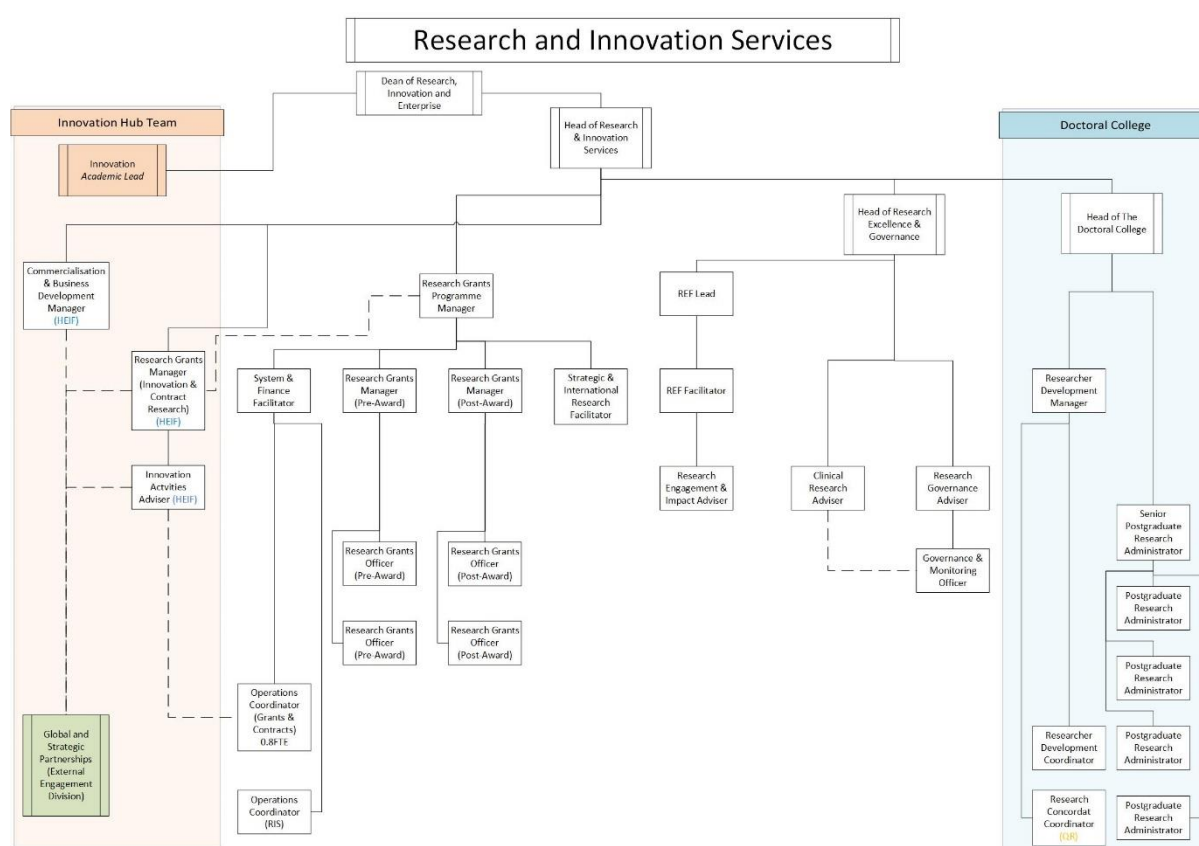 Research and Innovation Services
Dean of Research,
Innovation and
Enterprise
Innovation Hub Team
Innovation
Academic Lead
Head of Research
& Innovation
Services
Doctoral College
Head of Research
Excellence &
Governance
Head of The
Doctoral College
Commercialisation
& Business
Development
Manager
(HEIF)
Research Grants
Programme
Manager
REF Lead
Research Grants
Manager
(Innovation &
Contract
Research)
(HEIF)
System &
Finance
Facilitator
Research Grants
Manager
(Pre-Award)
Research Grants
Manager
(Post-Award)
Strategic &
International
Research
Facilitator
REF Facilitator
Researcher
Development
Manager
Innovation
Actvities
Adviser (HEIF)
Research
Engagement &
Impact Adviser
Clinical
Research
Adviser
Research
Governance
Adviser
Senior
Postgraduate
Research
Administrator
Research Grants
Officer
(Pre-Award)
Research Grants
Officer
(Post-Award)
Governance &
Monitoring
Officer
Postgraduate
Research
Administrator
Research Grants
Officer
(Pre-Award)
Research Grants
Officer
(Post-Award)
Postgraduate
Research
Administrator
Global and
Strategic
Partnerships
(External
Engagement
Division)
Operations
Coordinator
(Grants &
Contracts)
0.8FTE
Researcher
Development
Coordinator
Postgraduate
Research
Administrator
Operations
Coordinator
(RIS)
Research
Concordat
Coordinator
(QR)
Postgraduate
Research
Administrator